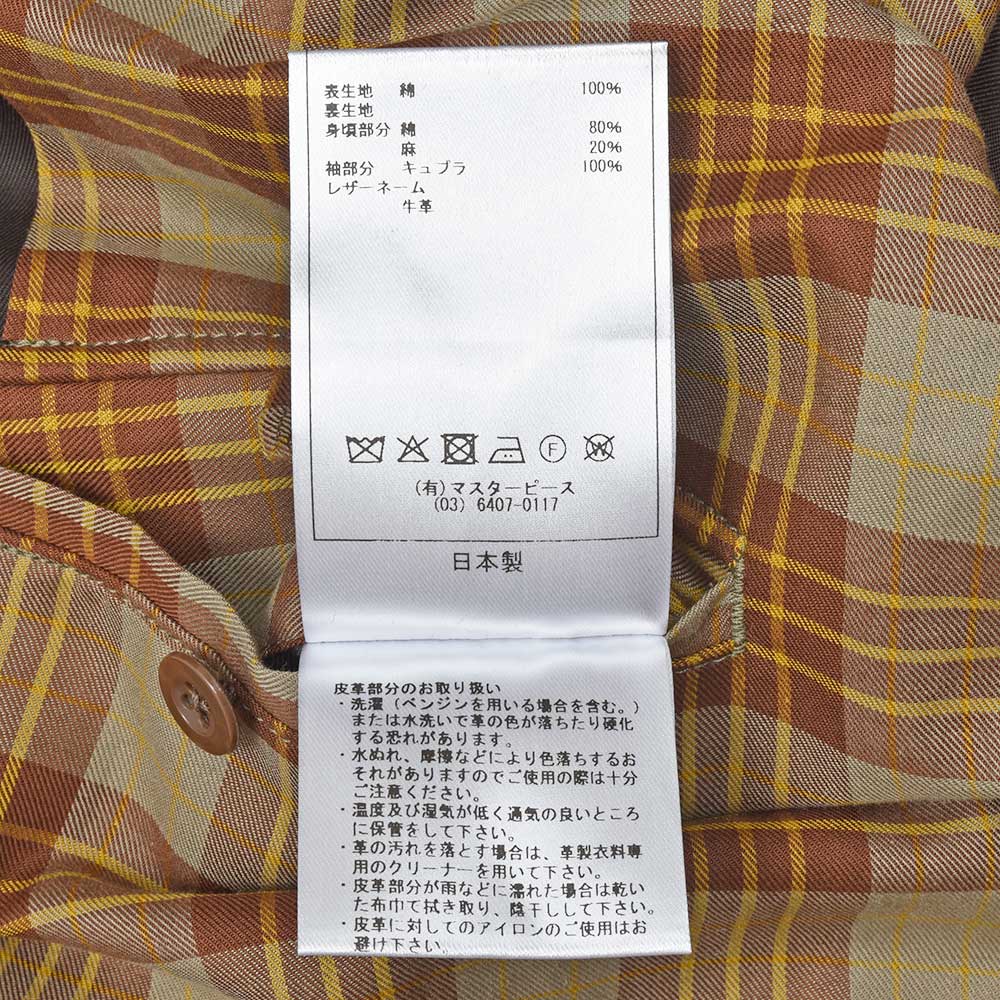 表生地 綿 100%
裏生地
身頃部分 綿 80%
麻 20%
袖部分 キュプラ 100%
レザーネーム
牛革
F W
(有)マスターピース
(03) 6407-0117
日本製
皮革部分のお取り扱い
・洗濯(ベンジンを用いる場合を含む。)
または水洗いで革の色が落ちたり硬化
する恐れがあります。
・水ぬれ、摩擦などにより色落ちするお
それがありますのでご使用の際は十分
ご注意ください。
・温度及び湿気が低く通気の良いところ
に保管をして下さい。
・革の汚れを落とす場合は、革製衣料専
用のクリーナーを用いて下さい。
・皮革部分が雨などに濡れた場合は乾い
た布巾で拭き取り、陰干しして下さい。
・皮革に対してのアイロンのご使用はお
避け下さい。